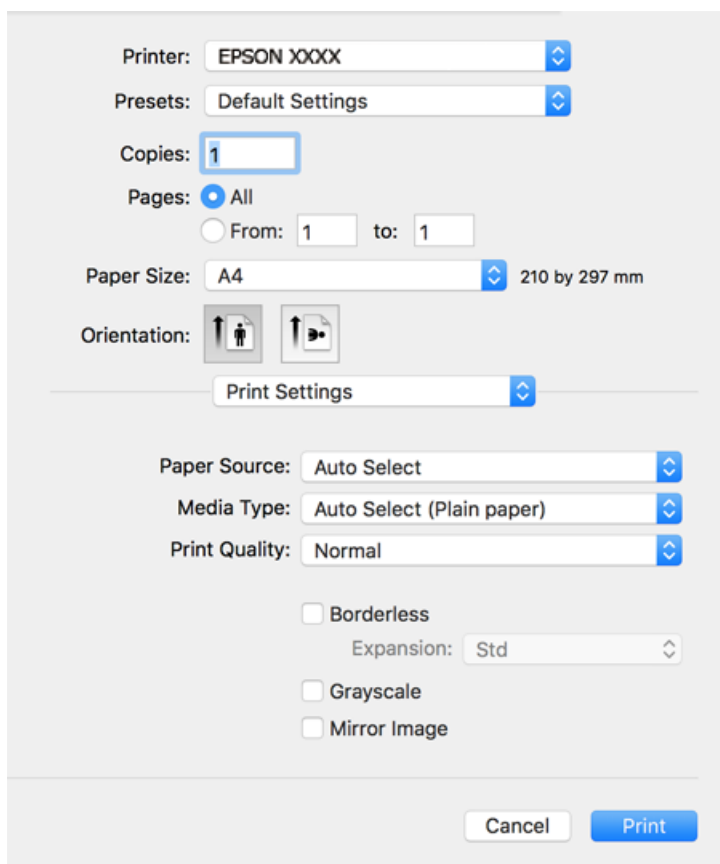 Printer: EPSON XXXX
Presets: Default Settings
Copies: 1
Pages: All
From: 1 to: 1
Paper Size: A4 210 by 297 mm
Orientation:
Print Settings
Paper Source: Auto Select
Media Type: Auto Select (Plain paper)
Print Quality: Normal
Borderless
Expansion: Std
Grayscale
Mirror Image
Cancel Print